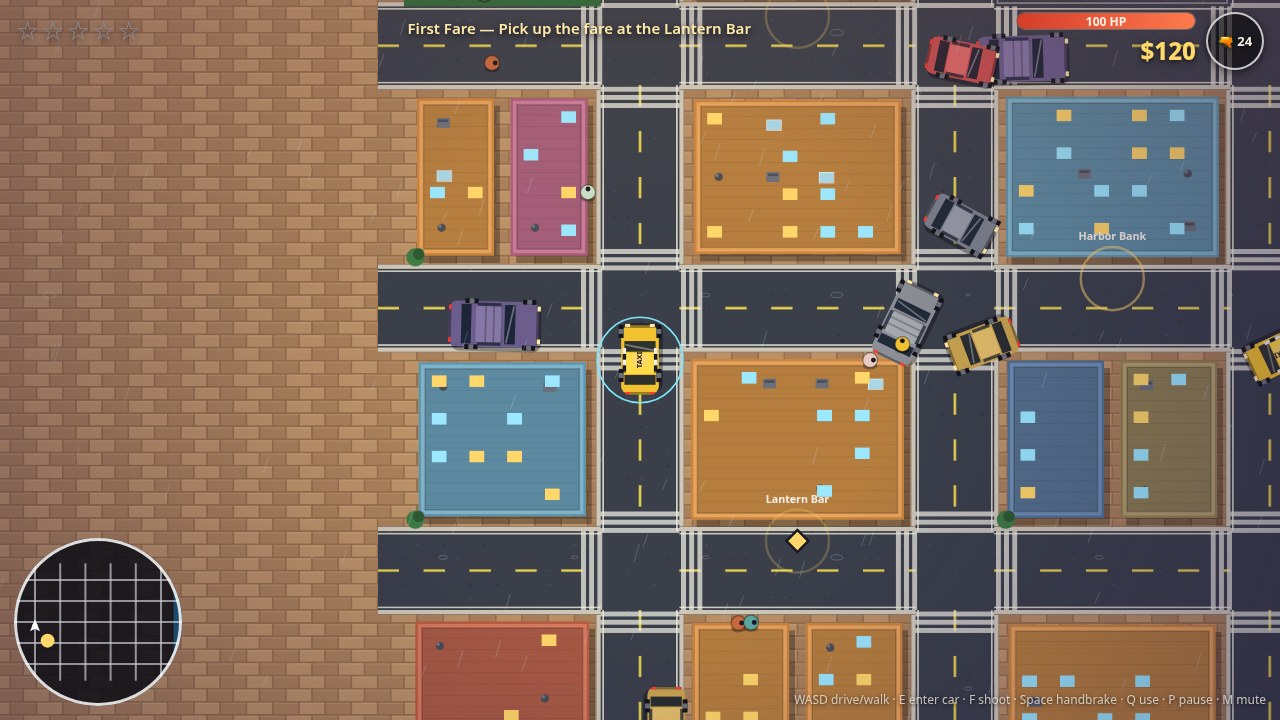 First Fare — Pick up the fare at the Lantern Bar
100 HP
$120
24
Harbor Bank
TAXI
Lantern Bar
WASD drive/walk · E enter car · F shoot · Space handbrake · Q use · P pause · M mute